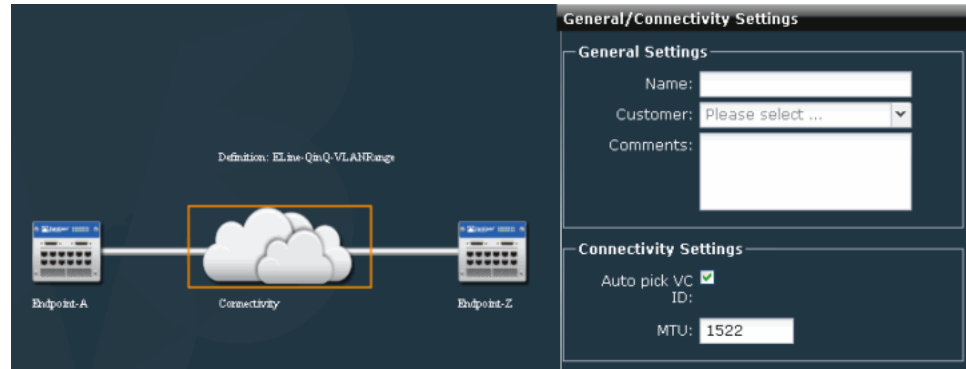 General/Connectivity Settings
General Settings
Name:
Customer: Please select ...
Comments:
Definition: ELine-QinQ-VLANRange
Endpoint-A
Connectivity
Endpoint-Z
Connectivity Settings
Auto pick VC
ID:
MTU: 1522